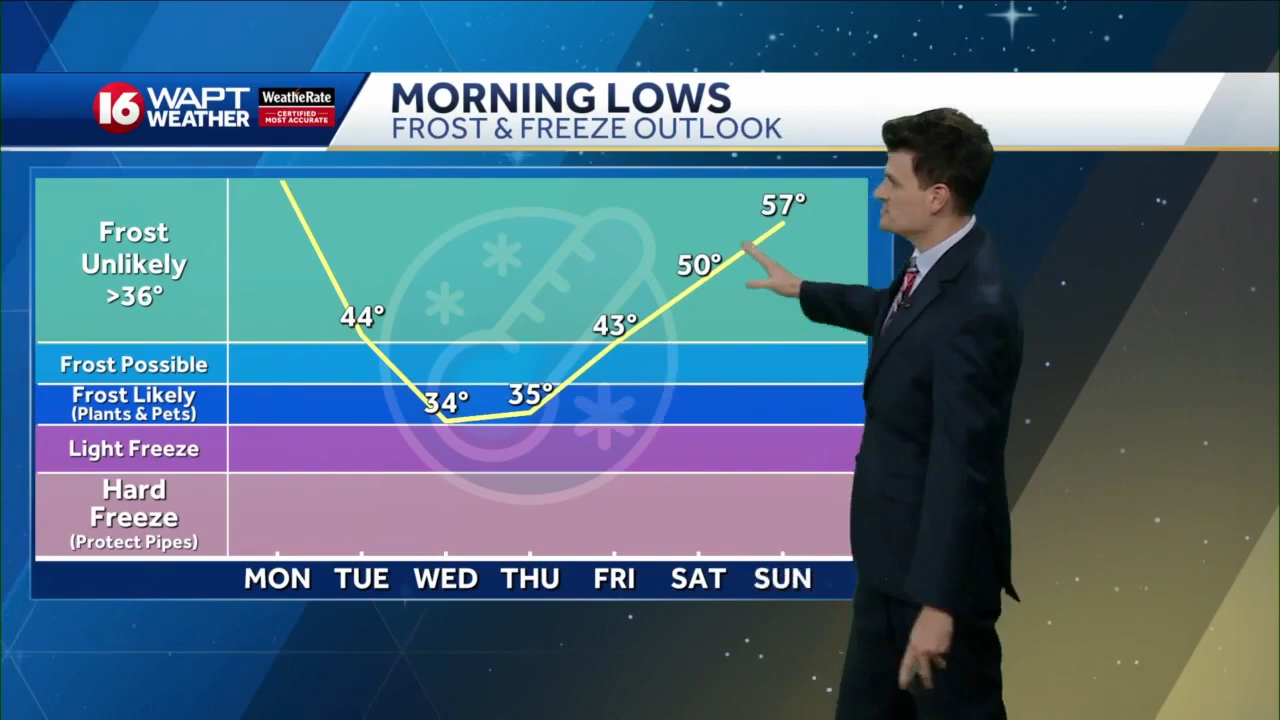 16 WAPT
WEATHER
WeatheRate
CERTIFIED
MOST ACCURATE
MORNING LOWS
FROST & FREEZE OUTLOOK
Frost
Unlikely
>36°
Frost Possible
Frost Likely
(Plants & Pets)
Light Freeze
Hard
Freeze
(Protect Pipes)
57°
50°
44°
43°
34°
35°
MON TUE WED THU FRI SAT SUN